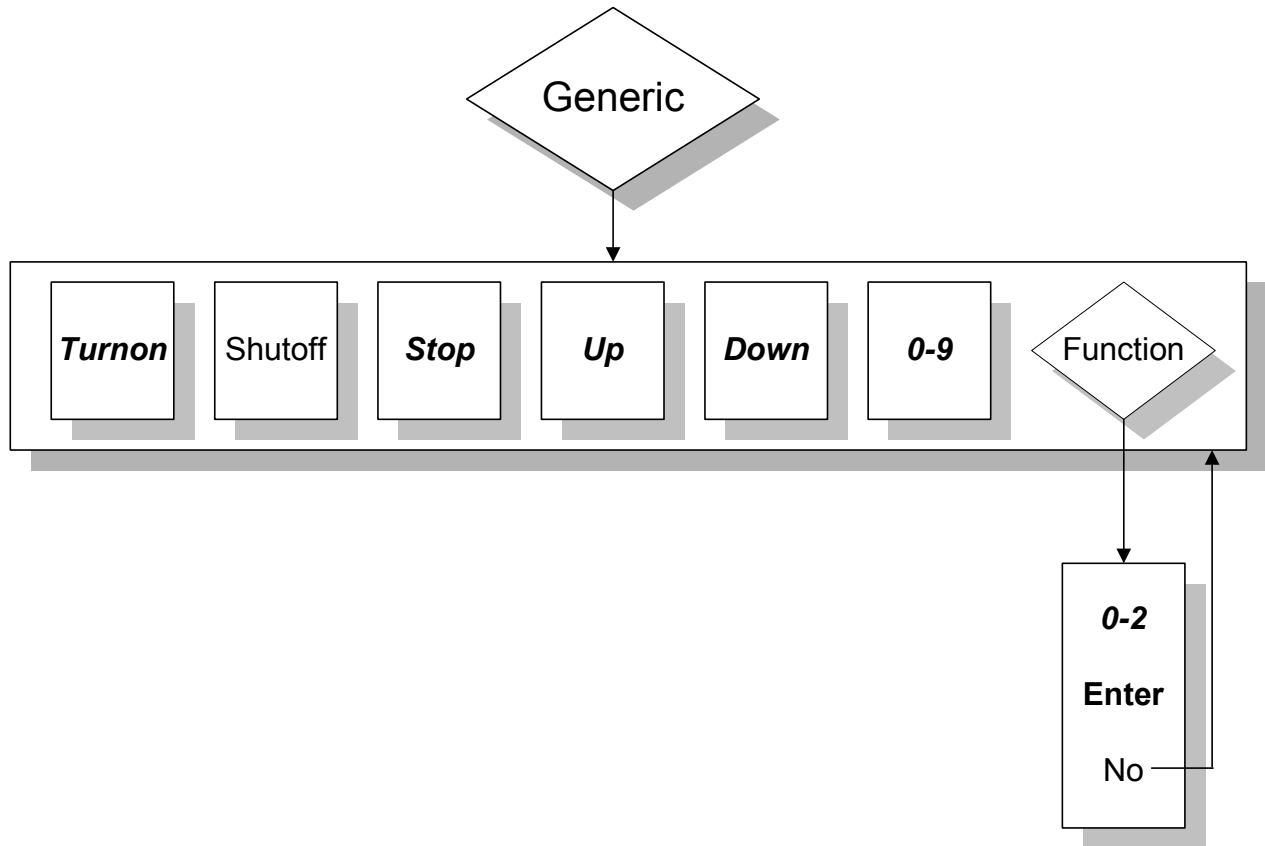 Generic
Turnon
Shutoff
Stop
Up
Down
0-9
Function
0-2
Enter
No